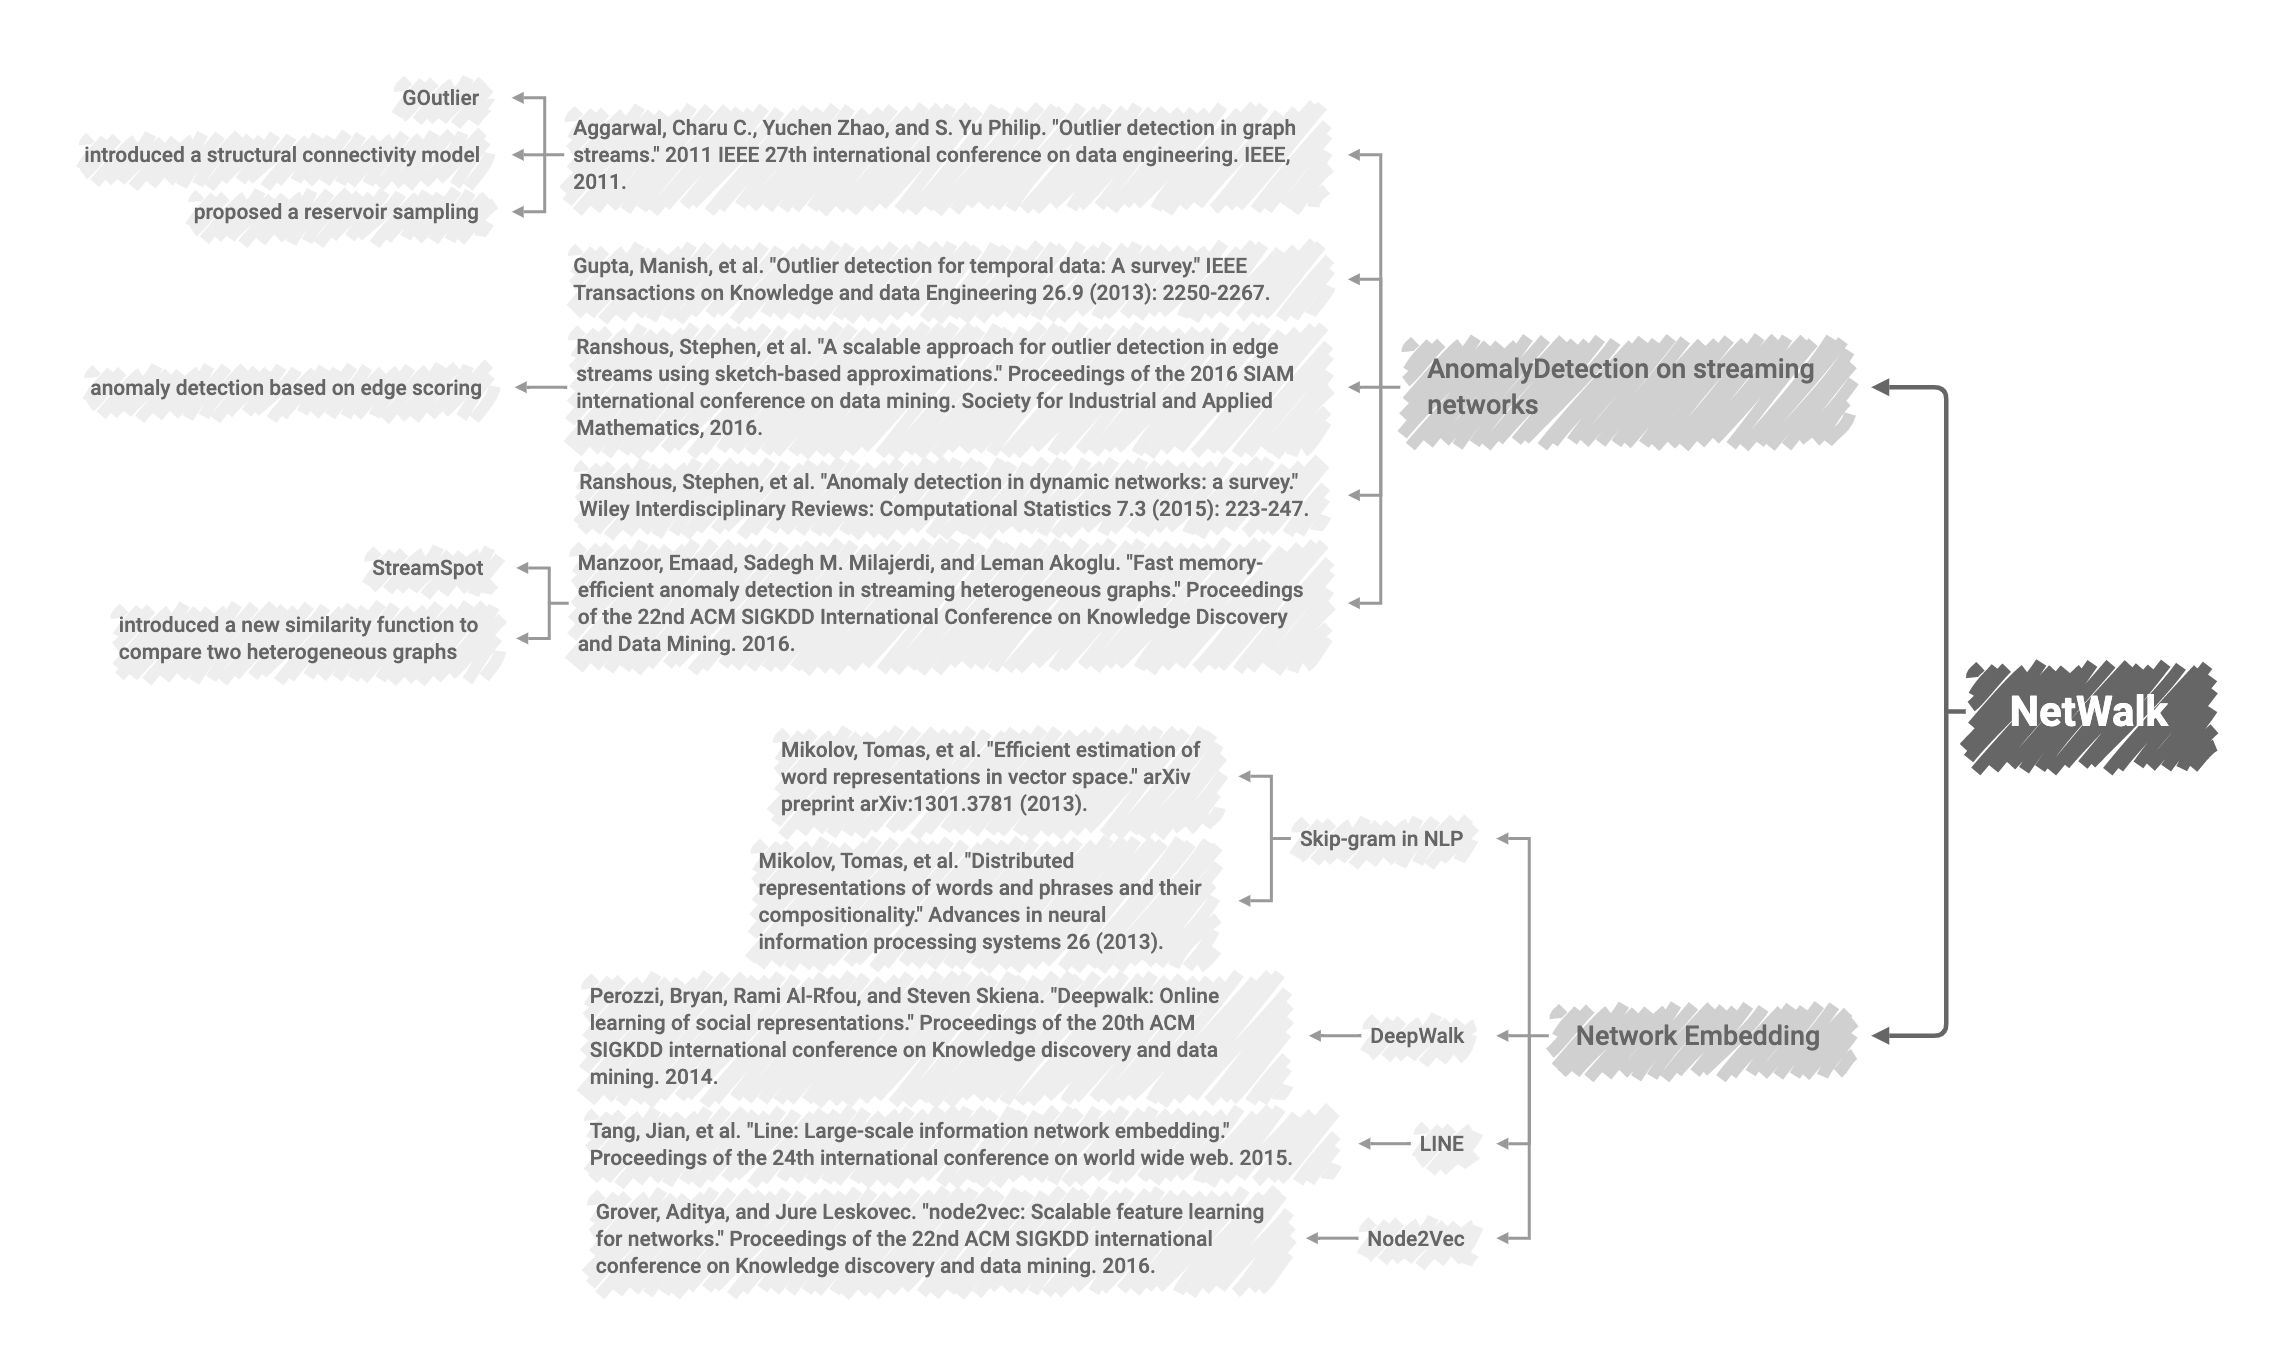 NetWalk
AnomalyDetection on streaming
networks
Aggarwal, Charu C., Yuchen Zhao, and S. Yu Philip. "Outlier detection in graph
streams." 2011 IEEE 27th international conference on data engineering. IEEE,
2011.
GOutlier
introduced a structural connectivity model
proposed a reservoir sampling
Gupta, Manish, et al. "Outlier detection for temporal data: A survey." IEEE
Transactions on Knowledge and data Engineering 26.9 (2013): 2250-2267.
Ranshous, Stephen, et al. "A scalable approach for outlier detection in edge
streams using sketch-based approximations." Proceedings of the 2016 SIAM
international conference on data mining. Society for Industrial and Applied
Mathematics, 2016.
anomaly detection based on edge scoring
Ranshous, Stephen, et al. "Anomaly detection in dynamic networks: a survey."
Wiley Interdisciplinary Reviews: Computational Statistics 7.3 (2015): 223-247.
Manzoor, Emaad, Sadegh M. Milajerdi, and Leman Akoglu. "Fast memory-
efficient anomaly detection in streaming heterogeneous graphs." Proceedings
of the 22nd ACM SIGKDD International Conference on Knowledge Discovery
and Data Mining. 2016.
StreamSpot
introduced a new similarity function to
compare two heterogeneous graphs
Network Embedding
Skip-gram in NLP
Mikolov, Tomas, et al. "Efficient estimation of
word representations in vector space." arXiv
preprint arXiv:1301.3781 (2013).
Mikolov, Tomas, et al. "Distributed
representations of words and phrases and their
compositionality." Advances in neural
information processing systems 26 (2013).
DeepWalk
Perozzi, Bryan, Rami Al-Rfou, and Steven Skiena. "Deepwalk: Online
learning of social representations." Proceedings of the 20th ACM
SIGKDD international conference on Knowledge discovery and data
mining. 2014.
LINE
Tang, Jian, et al. "Line: Large-scale information network embedding."
Proceedings of the 24th international conference on world wide web. 2015.
Node2Vec
Grover, Aditya, and Jure Leskovec. "node2vec: Scalable feature learning
for networks." Proceedings of the 22nd ACM SIGKDD international
conference on Knowledge discovery and data mining. 2016.